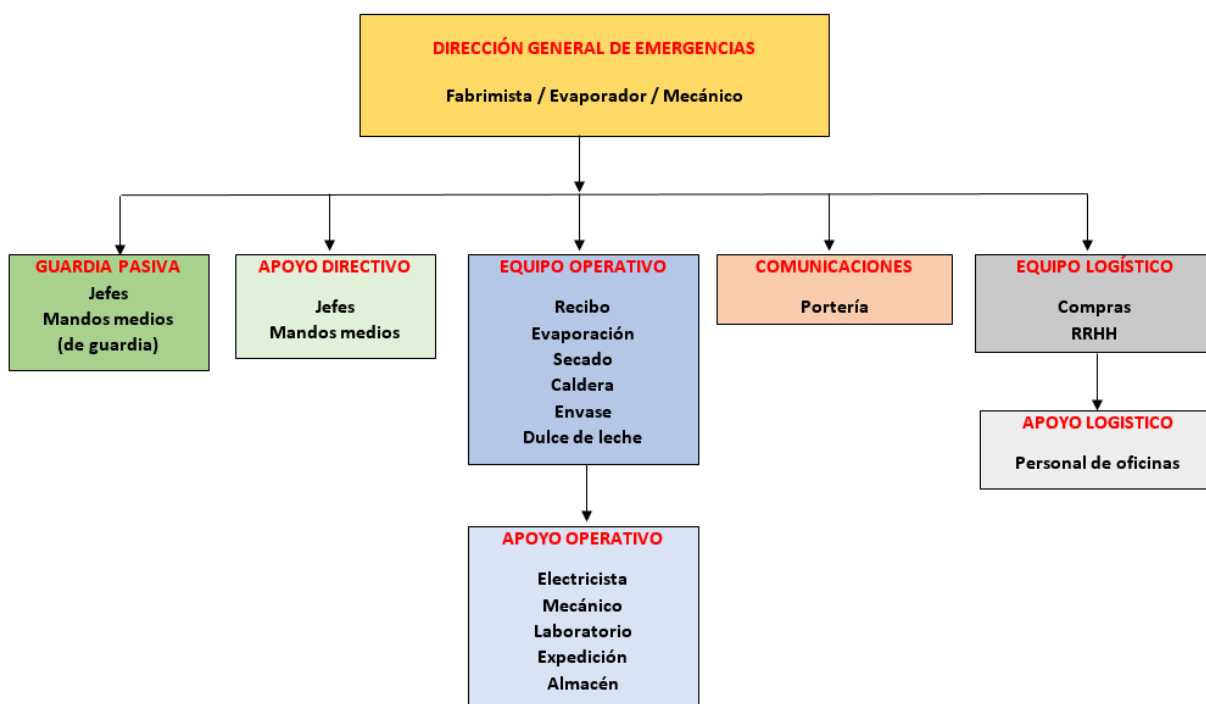 DIRECCIÓN GENERAL DE EMERGENCIAS
Fabrimista / Evaporador / Mecánico
GUARDIA PASIVA
Jefes
Mandos medios
(de guardia)
APOYO DIRECTIVO
Jefes
Mandos medios
EQUIPO OPERATIVO
Recibo
Evaporación
Secado
Caldera
Envase
Dulce de leche
COMUNICACIONES
Portería
EQUIPO LOGÍSTICO
Compras
RRHH
APOYO LOGISTICO
Personal de oficinas
APOYO OPERATIVO
Electricista
Mecánico
Laboratorio
Expedición
Almacén